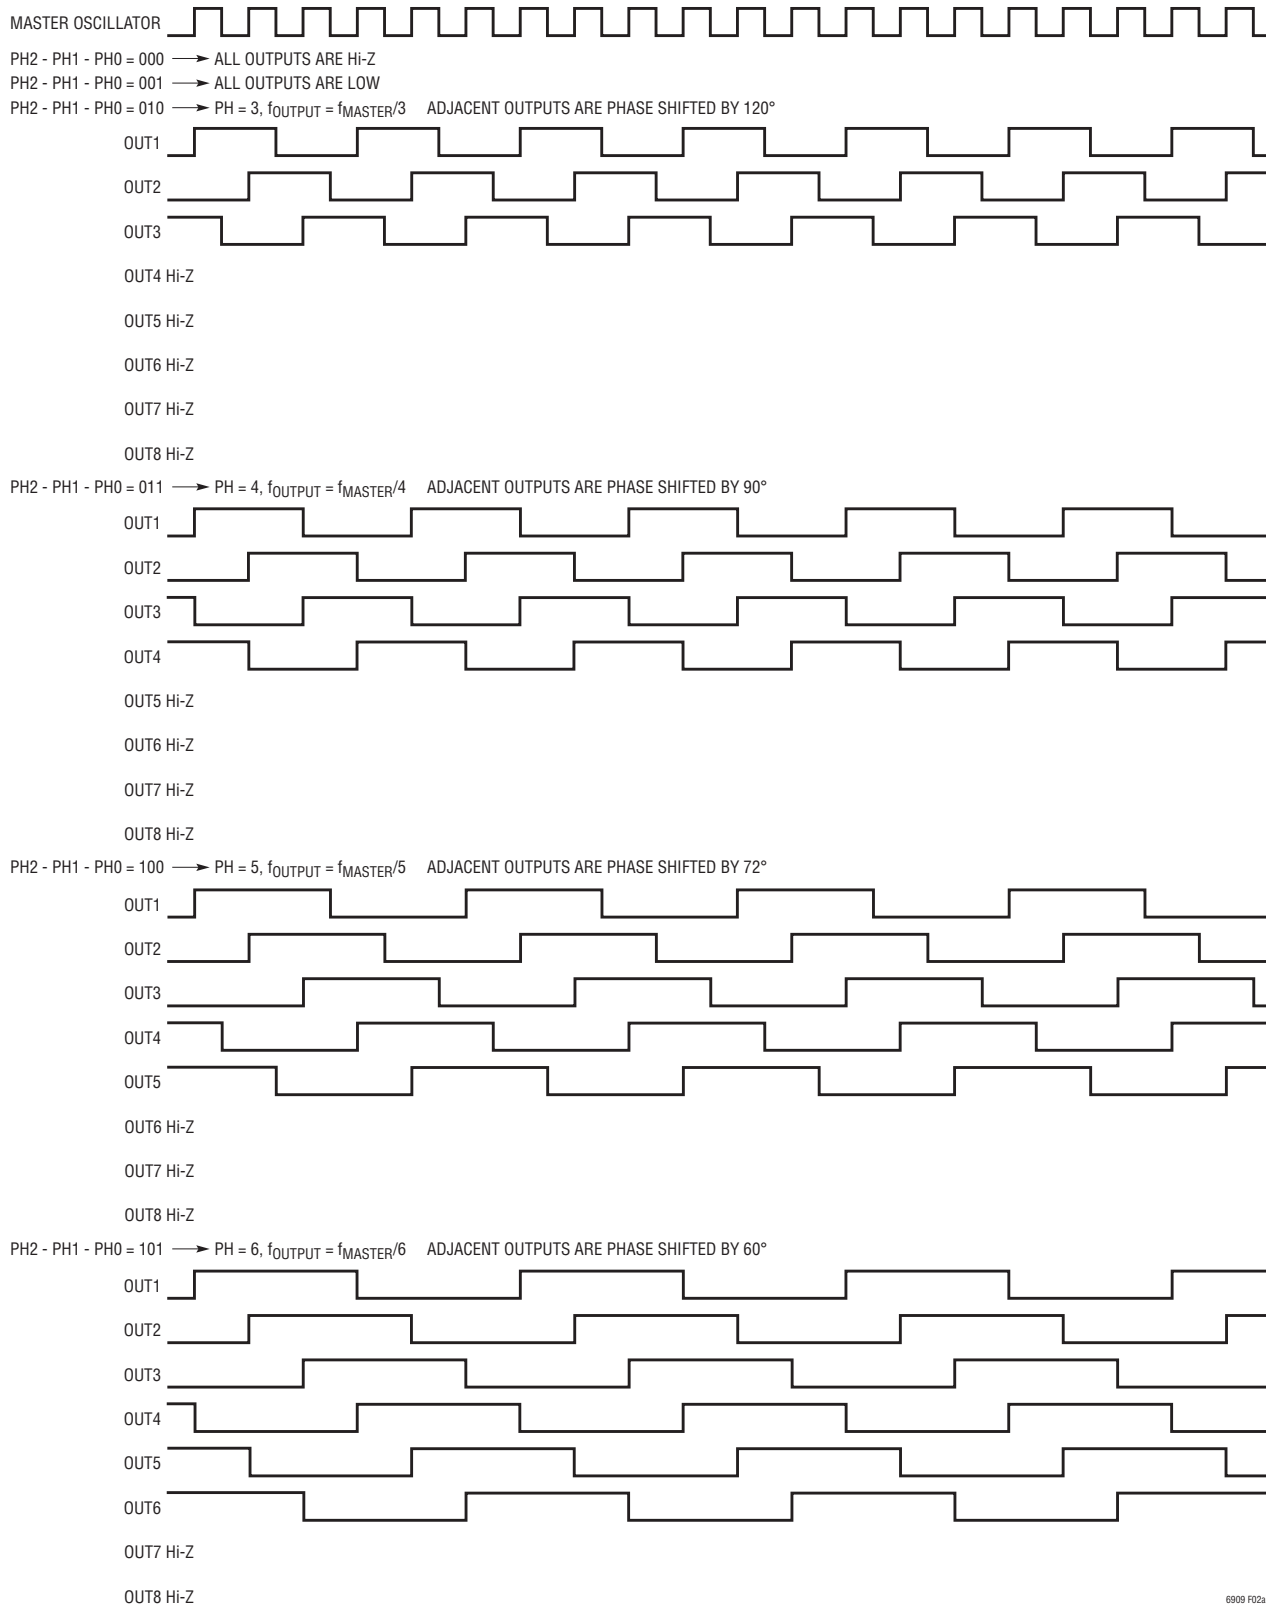 MASTER OSCILLATOR
PH2 - PH1 - PH0 = 000 → ALL OUTPUTS ARE Hi-Z
PH2 - PH1 - PH0 = 001 → ALL OUTPUTS ARE LOW
PH2 - PH1 - PH0 = 010 → PH = 3, fOUTPUT = fMASTER/3 ADJACENT OUTPUTS ARE PHASE SHIFTED BY 120°
OUT1
OUT2
OUT3
OUT4 Hi-Z
OUT5 Hi-Z
OUT6 Hi-Z
OUT7 Hi-Z
OUT8 Hi-Z
PH2 - PH1 - PH0 = 011 → PH = 4, fOUTPUT = fMASTER/4 ADJACENT OUTPUTS ARE PHASE SHIFTED BY 90°
OUT1
OUT2
OUT3
OUT4
OUT5 Hi-Z
OUT6 Hi-Z
OUT7 Hi-Z
OUT8 Hi-Z
PH2 - PH1 - PH0 = 100 → PH = 5, fOUTPUT = fMASTER/5 ADJACENT OUTPUTS ARE PHASE SHIFTED BY 72°
OUT1
OUT2
OUT3
OUT4
OUT5
OUT6 Hi-Z
OUT7 Hi-Z
OUT8 Hi-Z
PH2 - PH1 - PH0 = 101 → PH = 6, fOUTPUT = fMASTER/6 ADJACENT OUTPUTS ARE PHASE SHIFTED BY 60°
OUT1
OUT2
OUT3
OUT4
OUT5
OUT6
OUT7 Hi-Z
OUT8 Hi-Z
6909 F02a